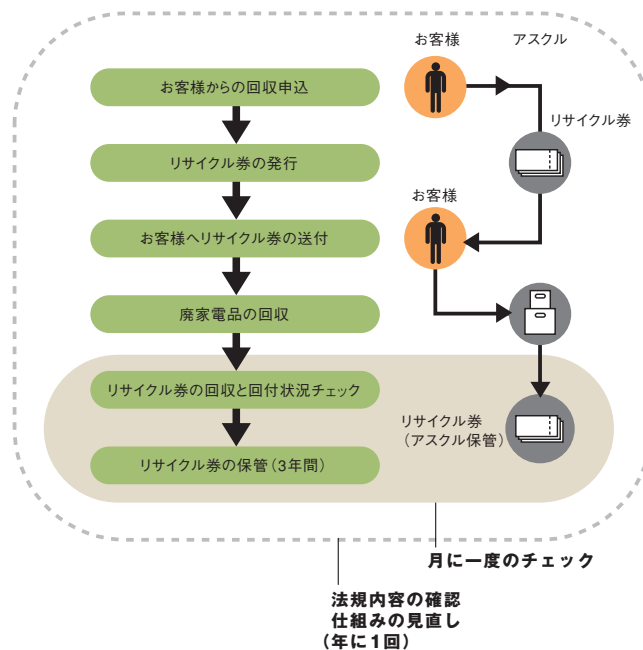 お客様
アスクル
お客様からの回収申込
リサイクル券
リサイクル券の発行
お客様
お客様へリサイクル券の送付
廃家電品の回収
リサイクル券の回収と回付状況チェック
リサイクル券
（アスクル保管）
リサイクル券の保管（3年間）
月に一度のチェック
法規内容の確認
仕組みの見直し
（年に1回）